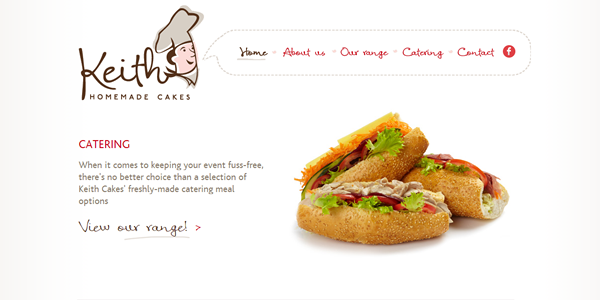 Keith
HOMEMADE CAKES
Home About us Our range Catering Contact f
CATERING
When it comes to keeping your event fuss-free,
there's no better choice than a selection of
Keith Cakes' freshly-made catering meal
options
View our range! >